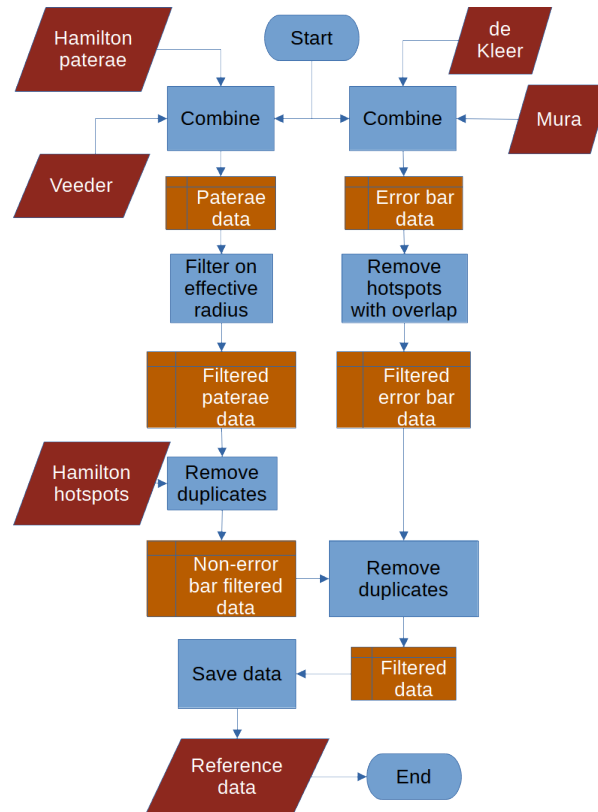 Hamilton
paterae
Start
de
Kleer
Combine
Combine
Mura
Veeder
Paterae
data
Error bar
data
Filter on
effective
radius
Remove
hotspots
with overlap
Filtered
paterae
data
Filtered
error bar
data
Hamilton
hotspots
Remove
duplicates
Non-error
bar filtered
data
Remove
duplicates
Save data
Filtered
data
Reference
data
End